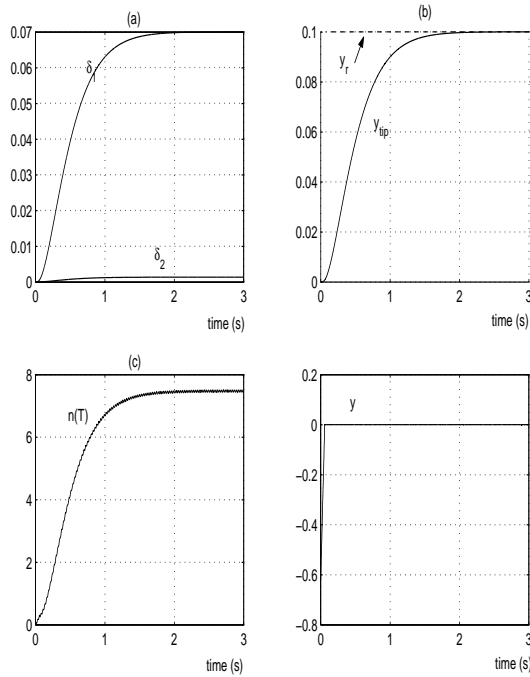 (a)
0.07
0.06
0.05
0.04
0.03
0.02
0.01
0
δ1
δ2
0 1 2 3
time (s)
(b)
0.1
0.08
0.06
0.04
0.02
0
yr
ytip
0 1 2 3
time (s)
(c)
8
6
4
2
0
n(T)
0 1 2 3
time (s)
0.2
0
−0.2
−0.4
−0.6
−0.8
y
0 1 2 3
time (s)